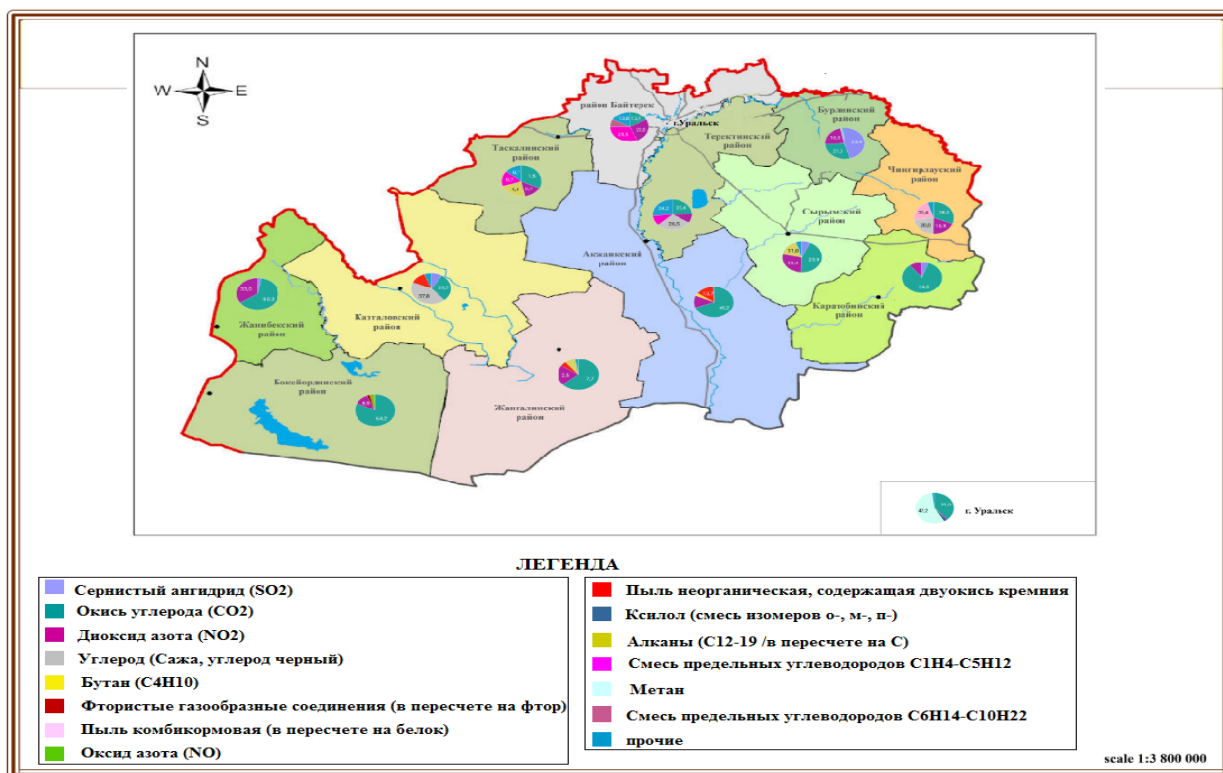 N
W E
S
район Байтерек
г.Уральск
Бурлинский
район
Теректинский
район
Таскалинский
район
Чингирлауский
район
Сырымский
район
Акжаикский
район
Каратобинский
район
Казталовский
район
Жанибекский
район
Бокейординский
район
Жангалинский
район
37,8
г. Уральск
ЛЕГЕНДА
Сернистый ангидрид (SO2)
Окись углерода (CO2)
Диоксид азота (NO2)
Углерод (Сажа, углерод черный)
Бутан (C4H10)
Фтористые газообразные соединения (в пересчете на фтор)
Пыль комбикормовая (в пересчете на белок)
Оксид азота (NO)
Пыль неорганическая, содержащая двуокись кремния
Ксилол (смесь изомеров о-, м-, п-)
Алканы (C12-19 /в пересчете на C)
Смесь предельных углеводородов C1H4-C5H12
Метан
Смесь предельных углеводородов C6H14-C10H22
прочие
scale 1:3 800 000